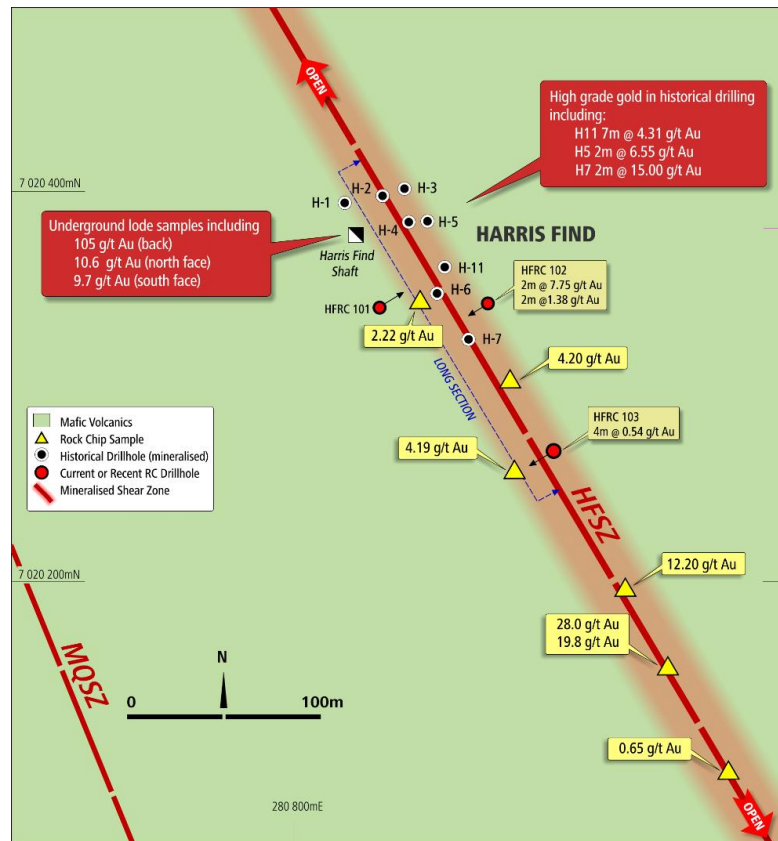 OPEN
High grade gold in historical drilling
including:
H11 7m @ 4.31 g/t Au
H5 2m @ 6.55 g/t Au
H7 2m @ 15.00 g/t Au
7 020 400mN
H-1
H-2
H-3
H-4
H-5
HARRIS FIND
Underground lode samples including
105 g/t Au (back)
10.6 g/t Au (north face)
9.7 g/t Au (south face)
Harris Find
Shaft
H-11
H-6
HFRC 101
HFRC 102
2m @ 7.75 g/t Au
2m @1.38 g/t Au
2.22 g/t Au
H-7
4.20 g/t Au
LONG SECTION
HFRC 103
4m @ 0.54 g/t Au
4.19 g/t Au
Mafic Volcanics
Rock Chip Sample
Historical Drillhole (mineralised)
Current or Recent RC Drillhole
Mineralised Shear Zone
HFSZ
7 020 200mN
12.20 g/t Au
28.0 g/t Au
19.8 g/t Au
MQSZ
N
0
100m
0.65 g/t Au
280 800mE
OPEN